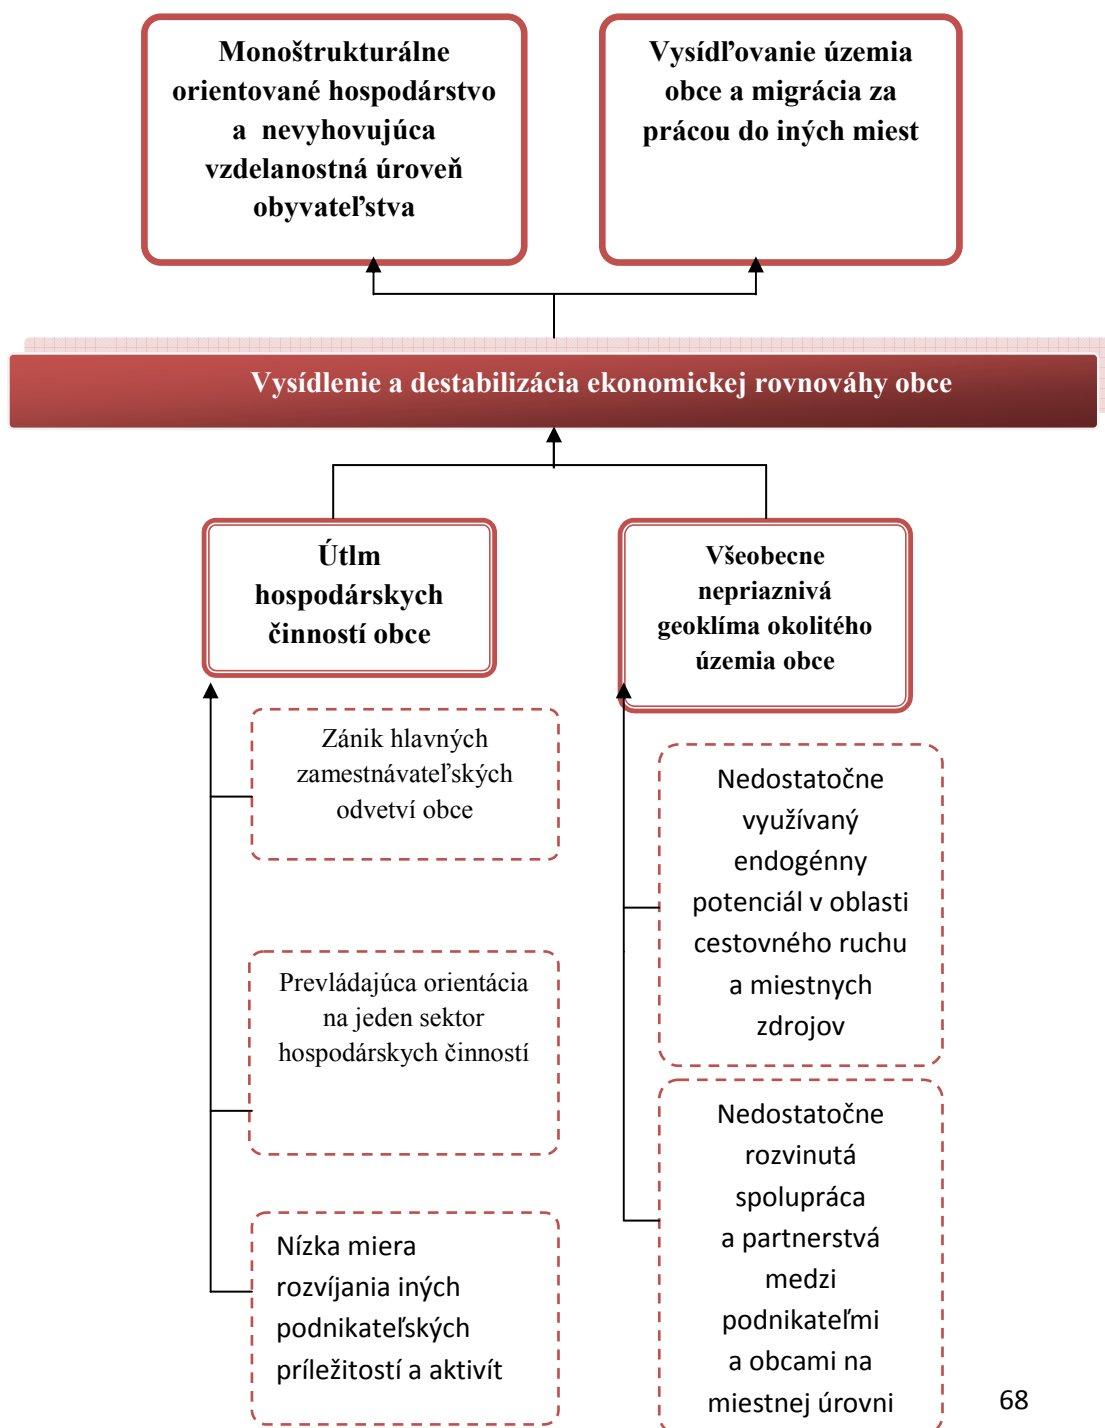 Monoštrukturálne
orientované hospodárstvo
a nevyhovujúca
vzdelanostná úroveň
obyvateľstva
Vysídľovanie územia
obce a migrácia za
prácou do iných miest
Vysídlenie a destabilizácia ekonomickej rovnováhy obce
Útlm
hospodárskych
činností obce
Všeobecne
nepriaznivá
geoklíma okolitého
územia obce
Zánik hlavných
zamestnávateľských
odvetví obce
Prevládajúca orientácia
na jeden sektor
hospodárskych činností
Nízka miera
rozvíjania iných
podnikateľských
príležitostí a aktivít
Nedostatočne
využívaný
endogénny
potenciál v oblasti
cestovného ruchu
a miestnych
zdrojov
Nedostatočne
rozvinutá
spolupráca
a partnerstvá
medzi
podnikateľmi
a obcami na
miestnej úrovni
68